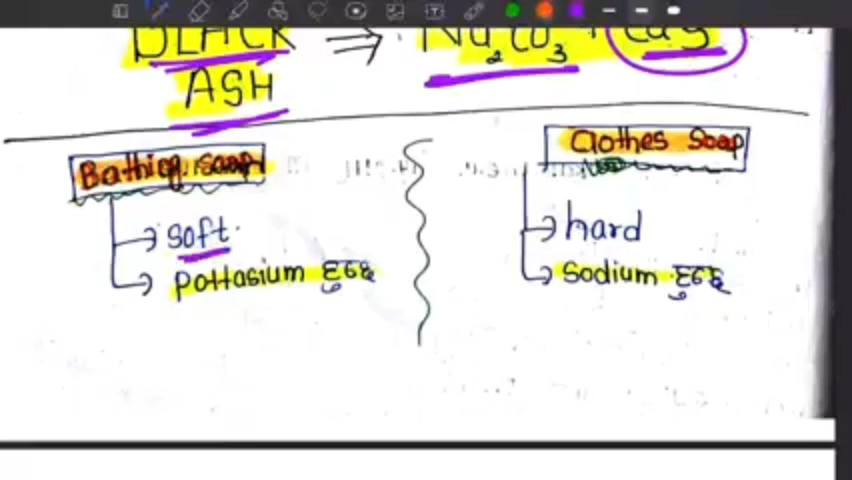 BLACK ⇒ Na₂CO₃ + CaS
ASH
Bathing soap
Clothes Soap
→ soft
→ hard
→ pottasium
→ Sodium